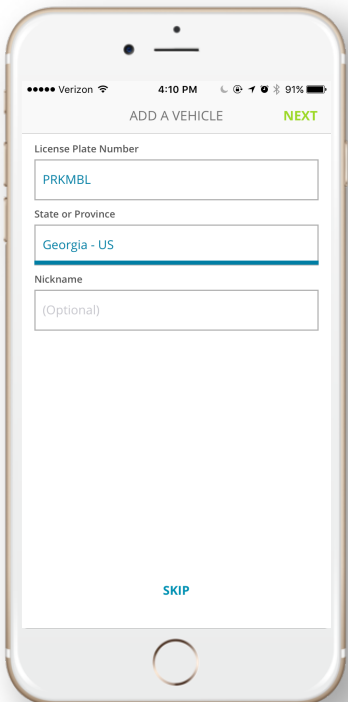 Verizon 4:10 PM 91%
ADD A VEHICLE NEXT
License Plate Number
PRKMBL
State or Province
Georgia - US
Nickname
(Optional)
SKIP